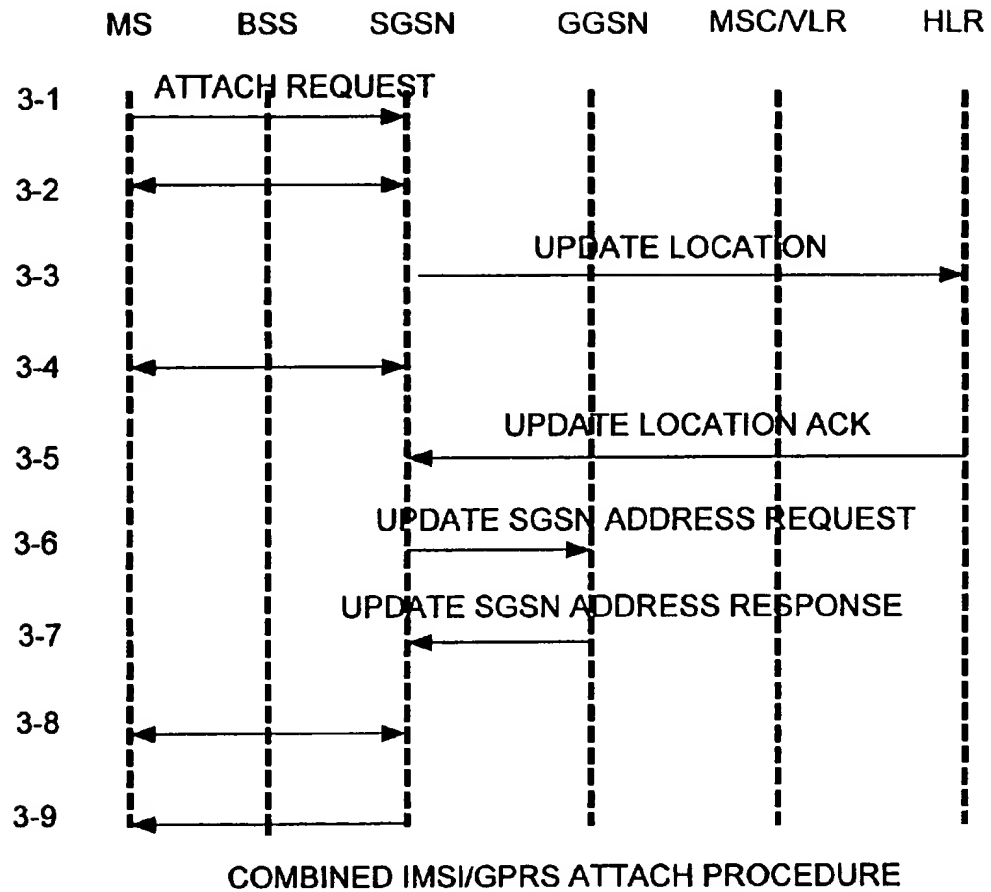 MS BSS SGSN GGSN MSC/VLR HLR
3-1 ATTACH REQUEST
3-2
3-3 UPDATE LOCATION
3-4
3-5 UPDATE LOCATION ACK
3-6 UPDATE SGSN ADDRESS REQUEST
3-7 UPDATE SGSN ADDRESS RESPONSE
3-8
3-9
COMBINED IMSI/GPRS ATTACH PROCEDURE